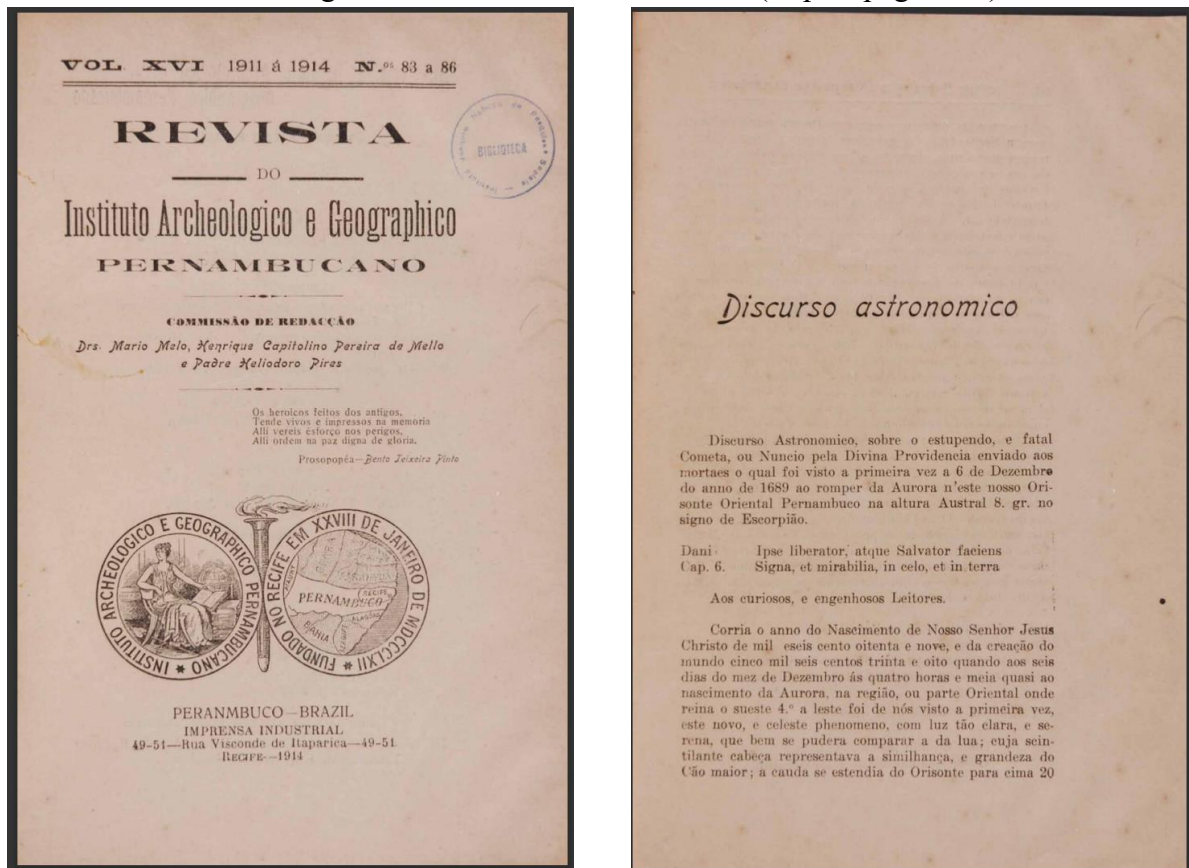 VOL. XVI 1911 á 1914 N.os 83 a 86
REVISTA
DO
Instituto Archeologico e Geographico
PERNAMBUCANO
COMMISSÃO DE REDACÇÃO
Drs. Mario Melo, Henrique Capitolino Pereira de Mello
e Padre Heliodoro Pires
Os heroicos feitos dos antigos,
Tende vivos e impressos na memoria
Alli vereis esforço nos perigos,
Alli ordem na paz digna de gloria.
Prosopopéa—Bento Teixeira Pinto
INSTITUTO ARCHEOLOGICO E GEOGRAPHICO PERNAMBUCANO
FUNDADO NO RECIFE EM XXVIII DE JANEIRO DE MDCCCLXII
PERNAMBUCO
RECIFE
BAHIA
PERANMBUCO—BRAZIL
IMPRENSA INDUSTRIAL
49-51—Rua Visconde de Itaparica—49-51
RECIFE—1914
BIBLIOTECA
Discurso astronomico
Discurso Astronomico, sobre o estupendo, e fatal
Cometa, ou Nuncio pela Divina Providencia enviado aos
mortaes o qual foi visto a primeira vez a 6 de Dezembro
do anno de 1689 ao romper da Aurora n'este nosso Ori-
sonte Oriental Pernambuco na altura Austral 8. gr. no
signo de Escorpião.
Dani Ipse liberator, atque Salvator faciens
Cap. 6. Signa, et mirabilia, in celo, et in terra
Aos curiosos, e engenhosos Leitores.
Corria o anno do Nascimento de Nosso Senhor Jesus
Christo de mil eseis cento oitenta e nove, e da creação do
mundo cinco mil seis centos trinta e oito quando aos seis
dias do mez de Dezembro ás quatro horas e meia quasi ao
nascimento da Aurora, na região, ou parte Oriental onde
reina o sueste 4.º a leste foi de nós visto a primeira vez,
este novo, e celeste phenomeno, com luz tão clara, e se-
rena, que bem se pudera comparar a da lua; cuja scin-
tilante cabeça representava a similhança, e grandeza do
Cão maior; a cauda se estendia do Orisonte para cima 20